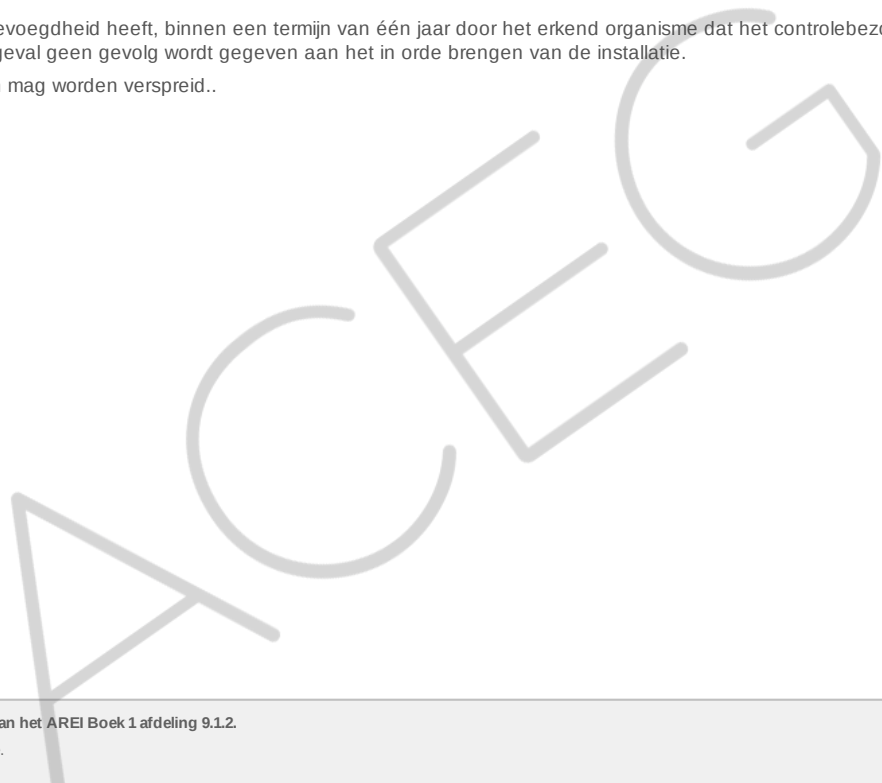 evoegdheid heeft, binnen een termijn van één jaar door het erkend organisme dat het controlebezo
geval geen gevolg wordt gegeven aan het in orde brengen van de installatie.
mag worden verspreid..
ACEG
an het AREI Boek 1 afdeling 9.1.2.